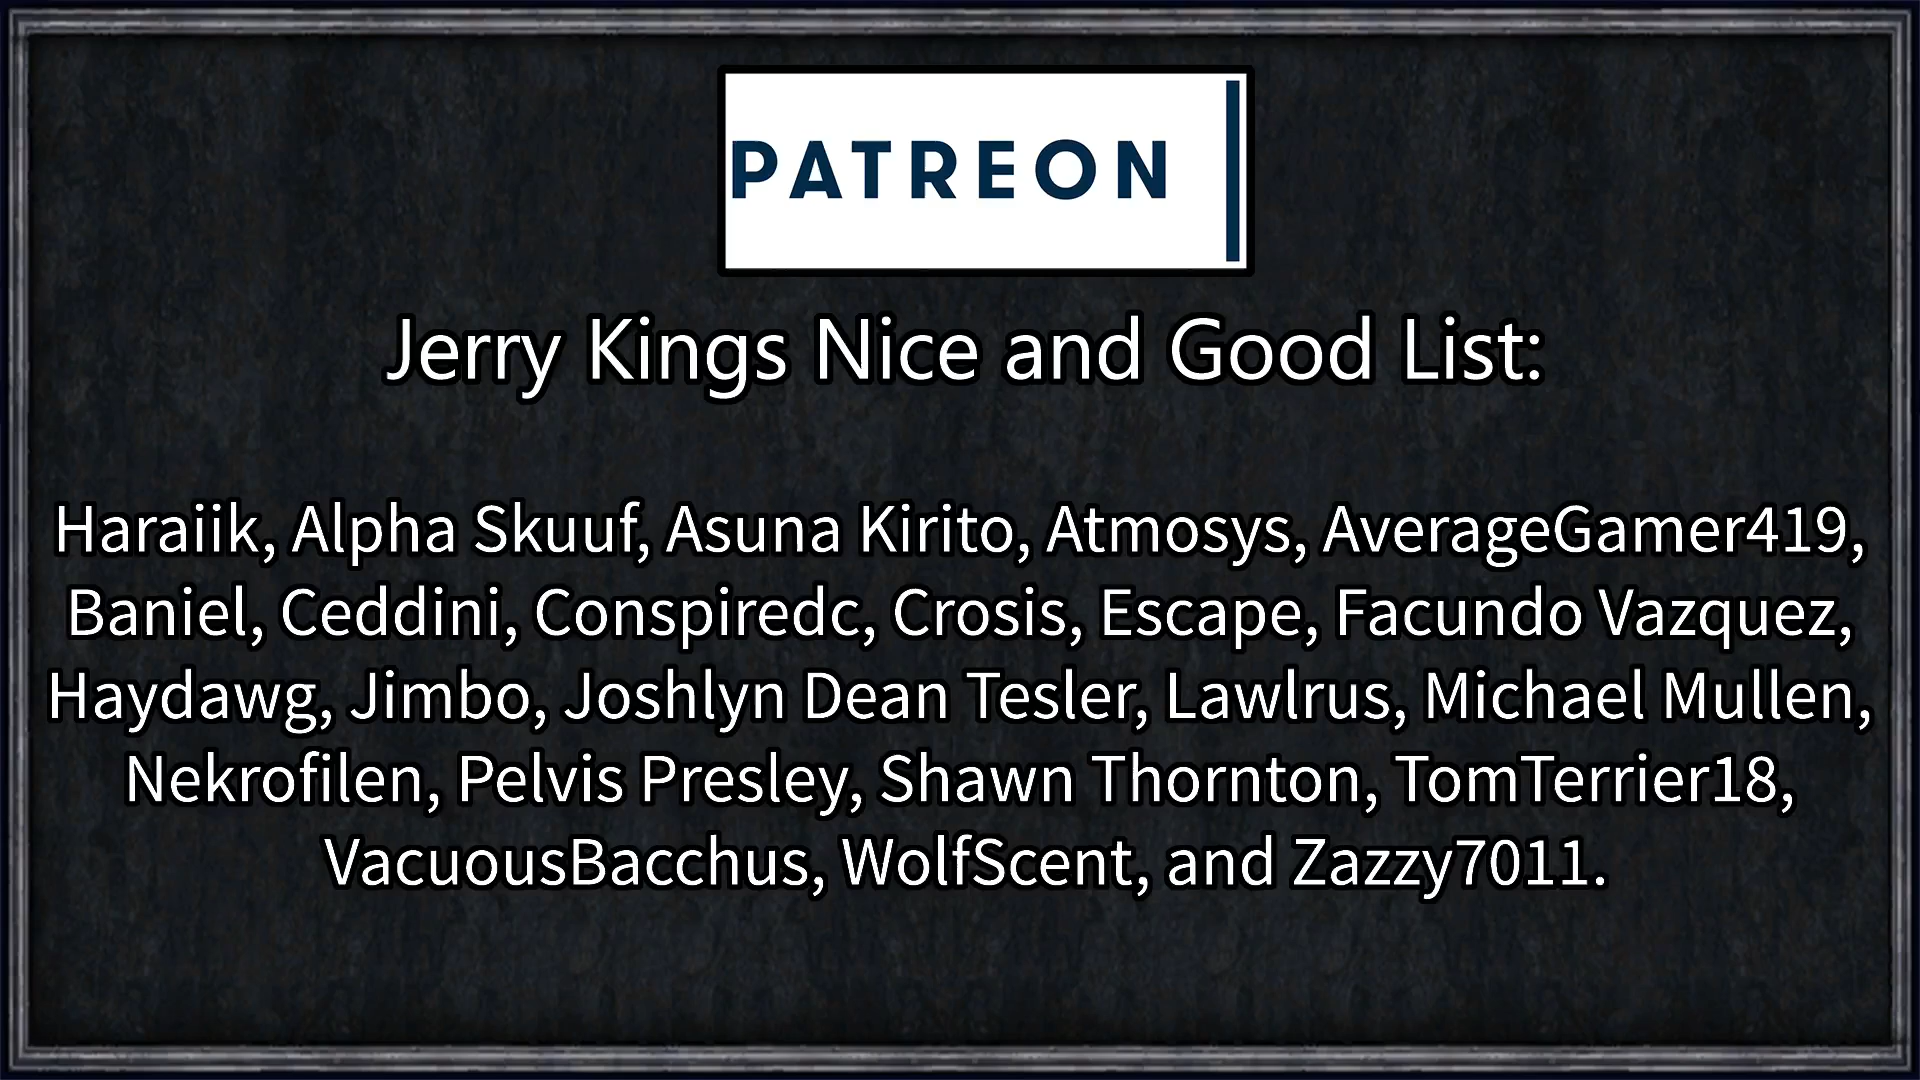 PATREON
Jerry Kings Nice and Good List:
Haraiik, Alpha Skuuf, Asuna Kirito, Atmosys, AverageGamer419,
Baniel, Ceddini, Conspiredc, Crosis, Escape, Facundo Vazquez,
Haydawg, Jimbo, Joshlyn Dean Tesler, Lawlrus, Michael Mullen,
Nekrofilen, Pelvis Presley, Shawn Thornton, TomTerrier18,
VacuousBacchus, WolfScent, and Zazzy7011.